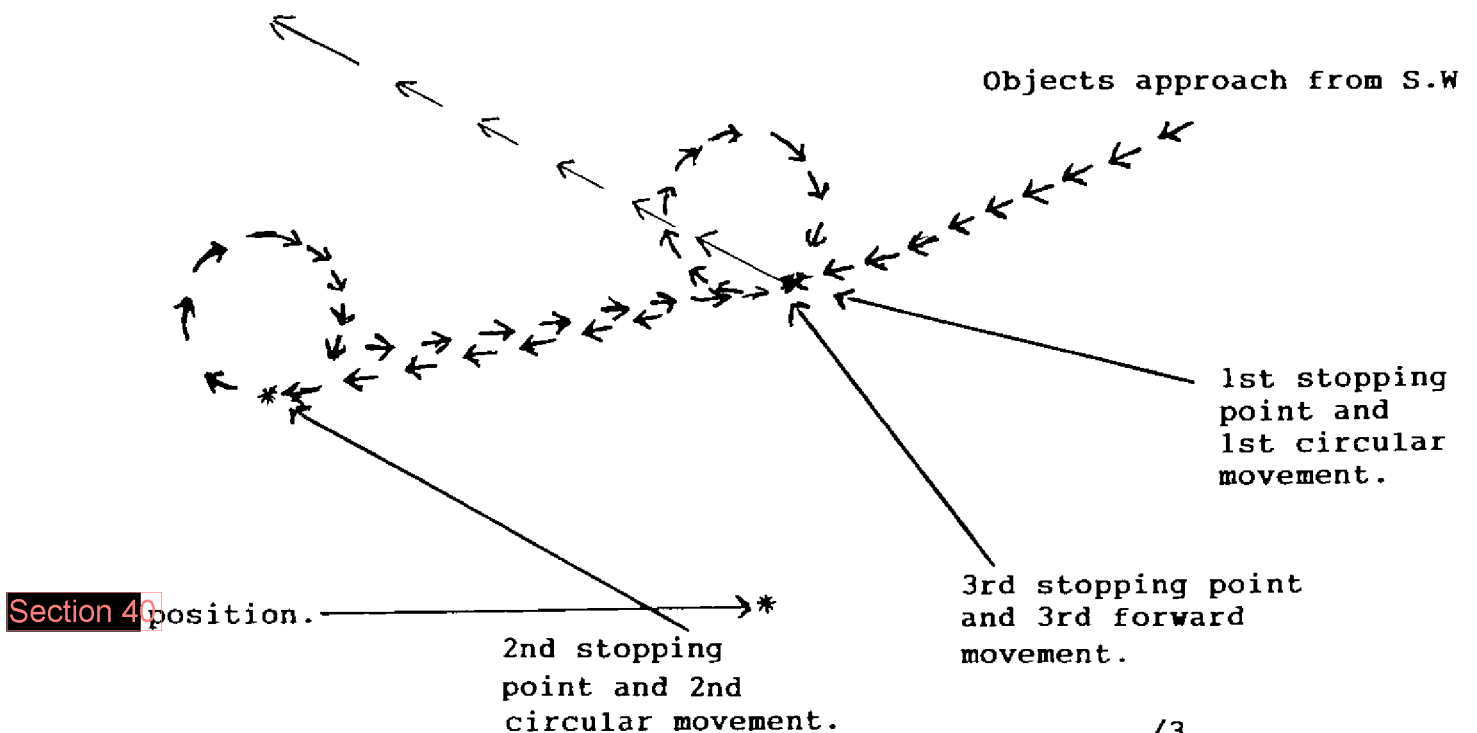 Objects approach from S.W
1st stopping
point and
1st circular
movement.
3rd stopping point
and 3rd forward
movement.
Section 40 position.
2nd stopping
point and 2nd
circular movement.
/3